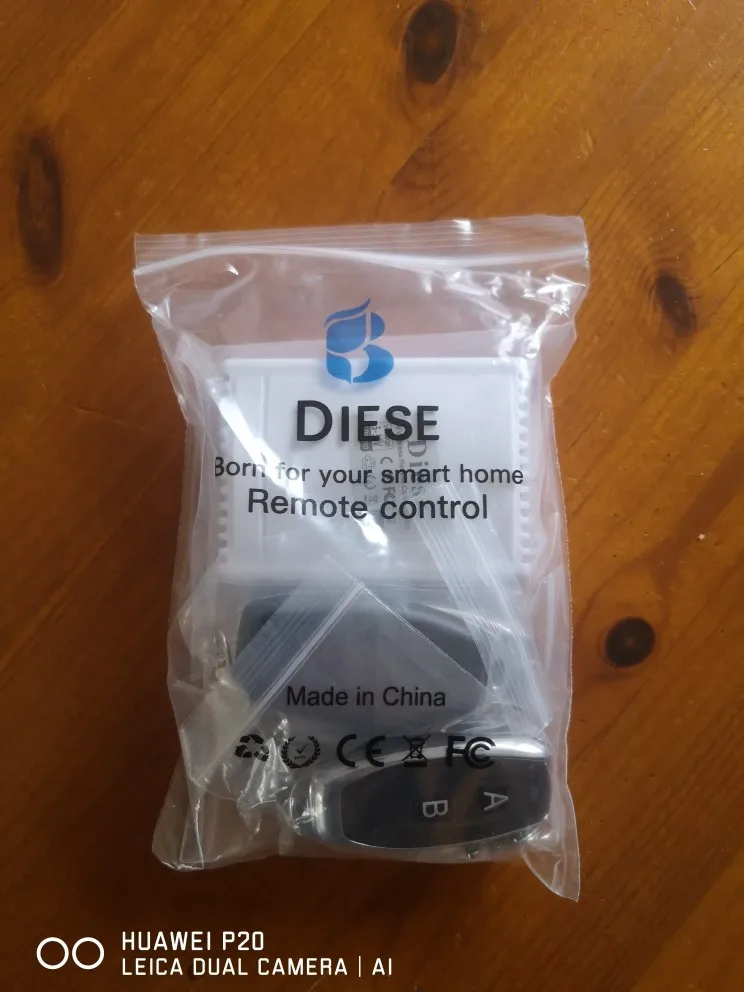 DIESE
Born for your smart home
Remote control
Made in China
CE FC
A
B
HUAWEI P20
LEICA DUAL CAMERA | AI